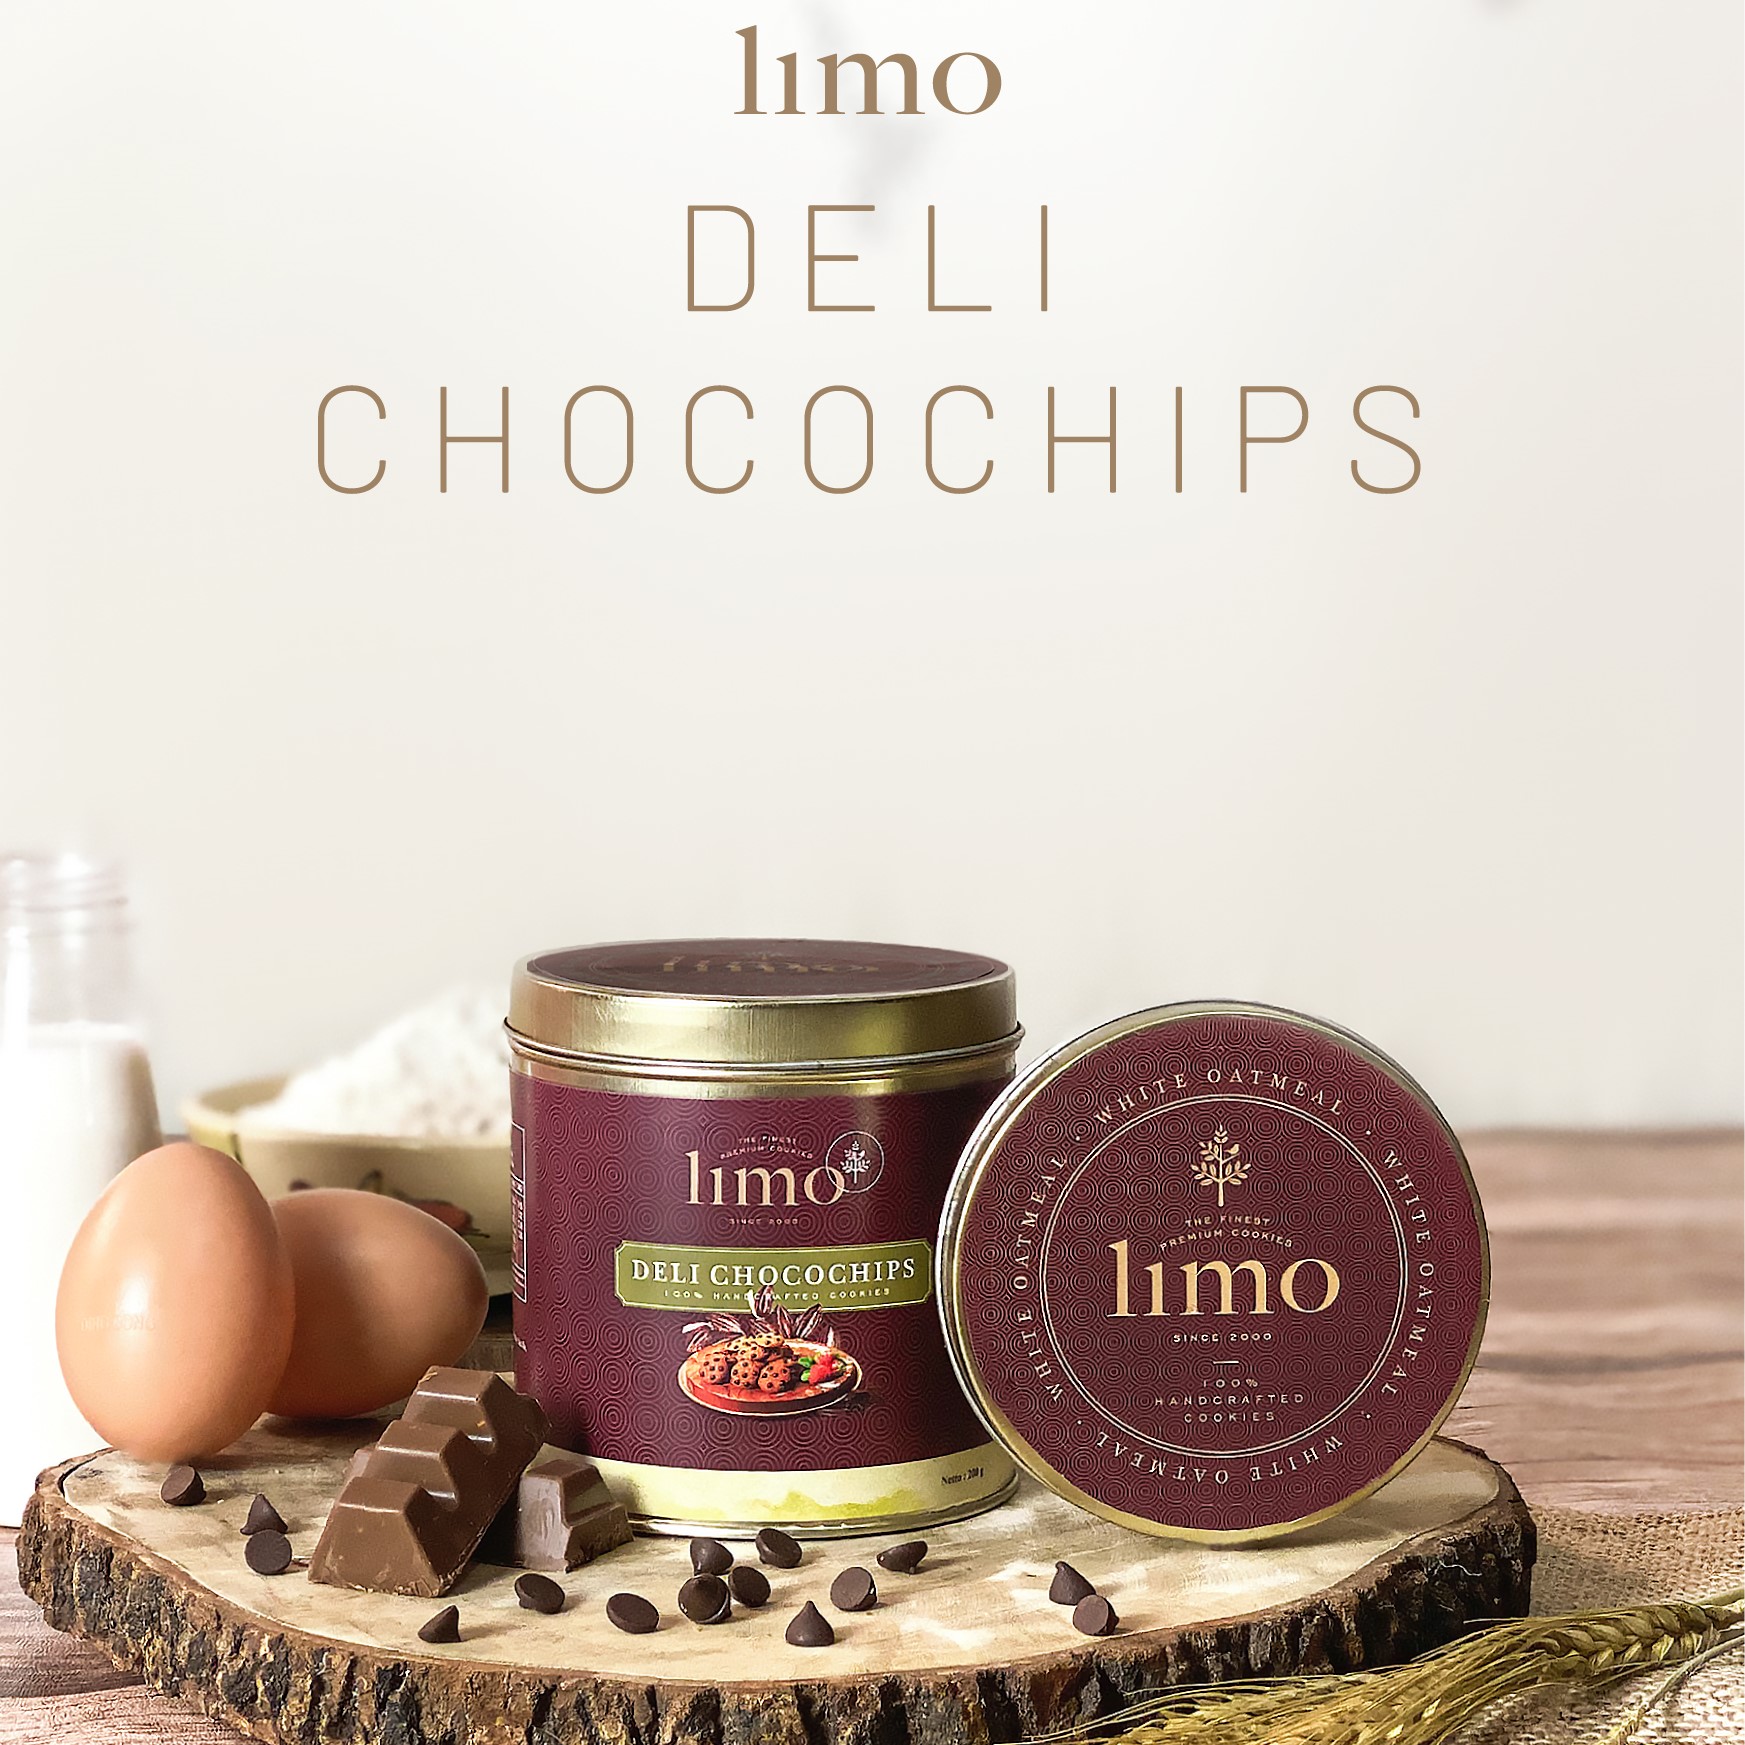 limo
DELI
CHOCOCHIPS
THE FINEST
PREMIUM COOKIES
limo
SINCE 2000
DELI CHOCOCHIPS
100% HANDCRAFTED COOKIES
Netto : 200 g
WHITE OATMEAL · WHITE OATMEAL · WHITE OATMEAL · WHITE OATMEAL ·
THE FINEST
PREMIUM COOKIES
limo
SINCE 2000
100%
HANDCRAFTED
COOKIES
limo